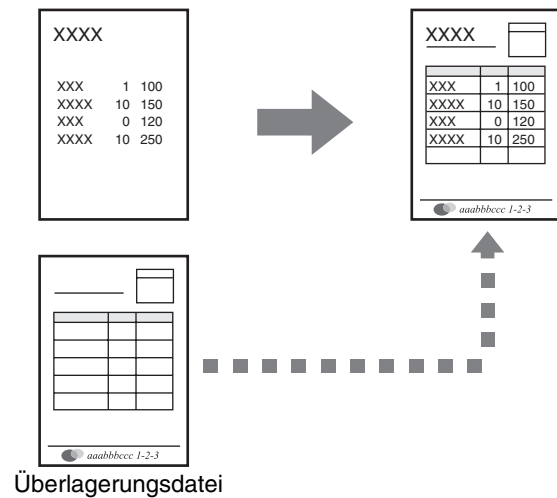 XXXX
XXX 1 100
XXXX 10 150
XXX 0 120
XXXX 10 250
XXXX
XXX 1 100
XXXX 10 150
XXX 0 120
XXXX 10 250
aaabbbccc 1-2-3
aaabbbccc 1-2-3
Überlagerungsdatei